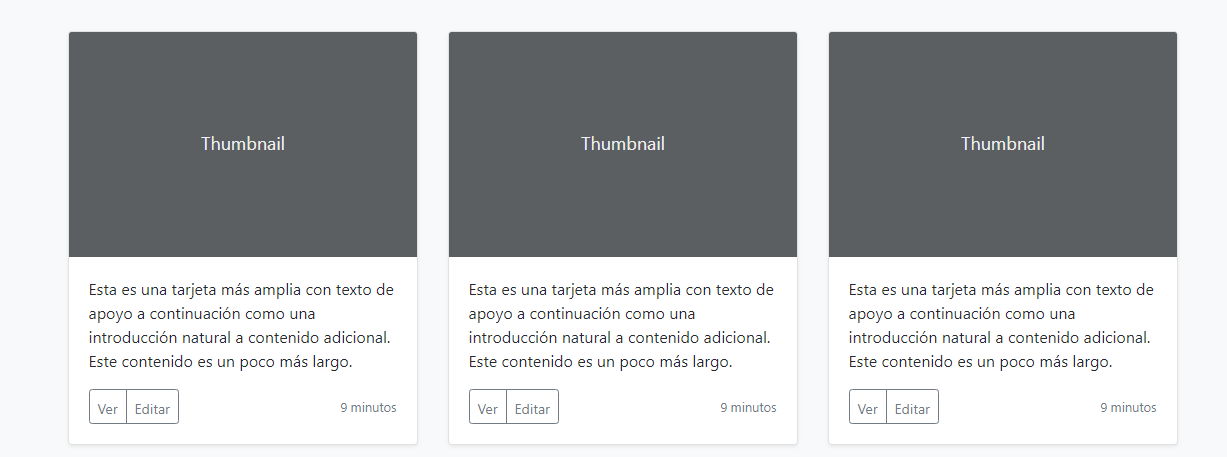 Thumbnail
Esta es una tarjeta más amplia con texto de
apoyo a continuación como una
introducción natural a contenido adicional.
Este contenido es un poco más largo.
Ver Editar 9 minutos
Thumbnail
Esta es una tarjeta más amplia con texto de
apoyo a continuación como una
introducción natural a contenido adicional.
Este contenido es un poco más largo.
Ver Editar 9 minutos
Thumbnail
Esta es una tarjeta más amplia con texto de
apoyo a continuación como una
introducción natural a contenido adicional.
Este contenido es un poco más largo.
Ver Editar 9 minutos